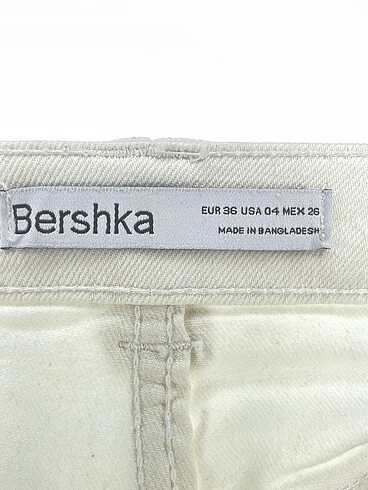 Bershka
EUR 36 USA 04 MEX 26
MADE IN BANGLADESH